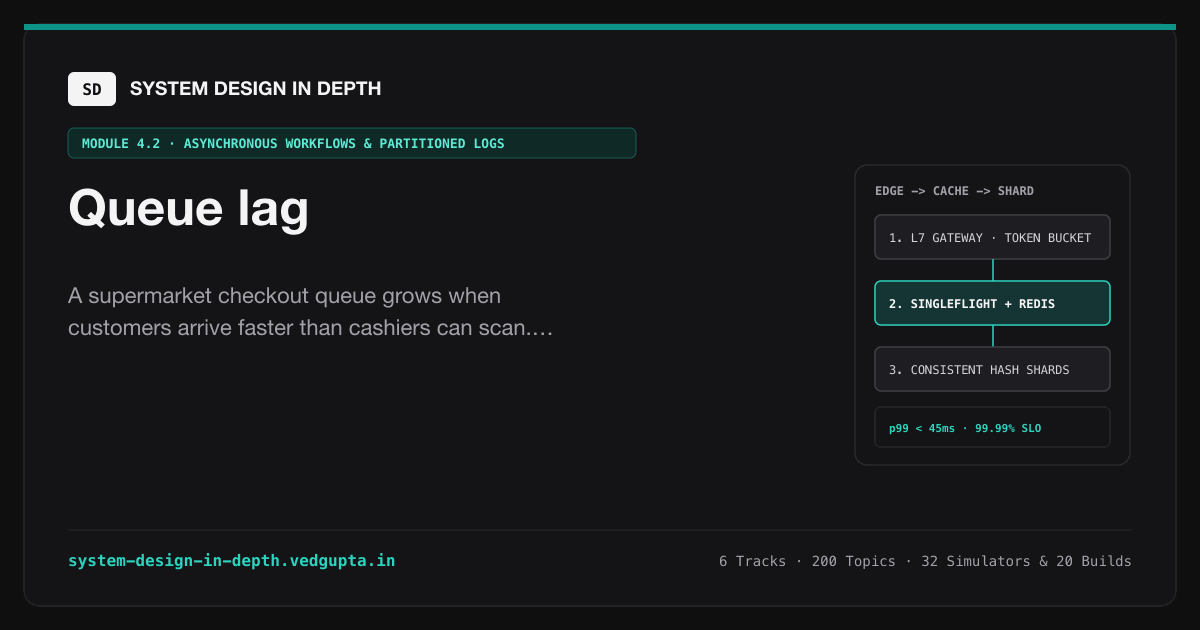 SD SYSTEM DESIGN IN DEPTH
MODULE 4.2 · ASYNCHRONOUS WORKFLOWS & PARTITIONED LOGS
Queue lag
A supermarket checkout queue grows when
customers arrive faster than cashiers can scan.…
EDGE —> CACHE —> SHARD
1. L7 GATEWAY · TOKEN BUCKET
2. SINGLEFLIGHT + REDIS
3. CONSISTENT HASH SHARDS
p99 < 45ms · 99.99% SLO
system-design-in-depth.vedgupta.in
6 Tracks · 200 Topics · 32 Simulators & 20 Builds